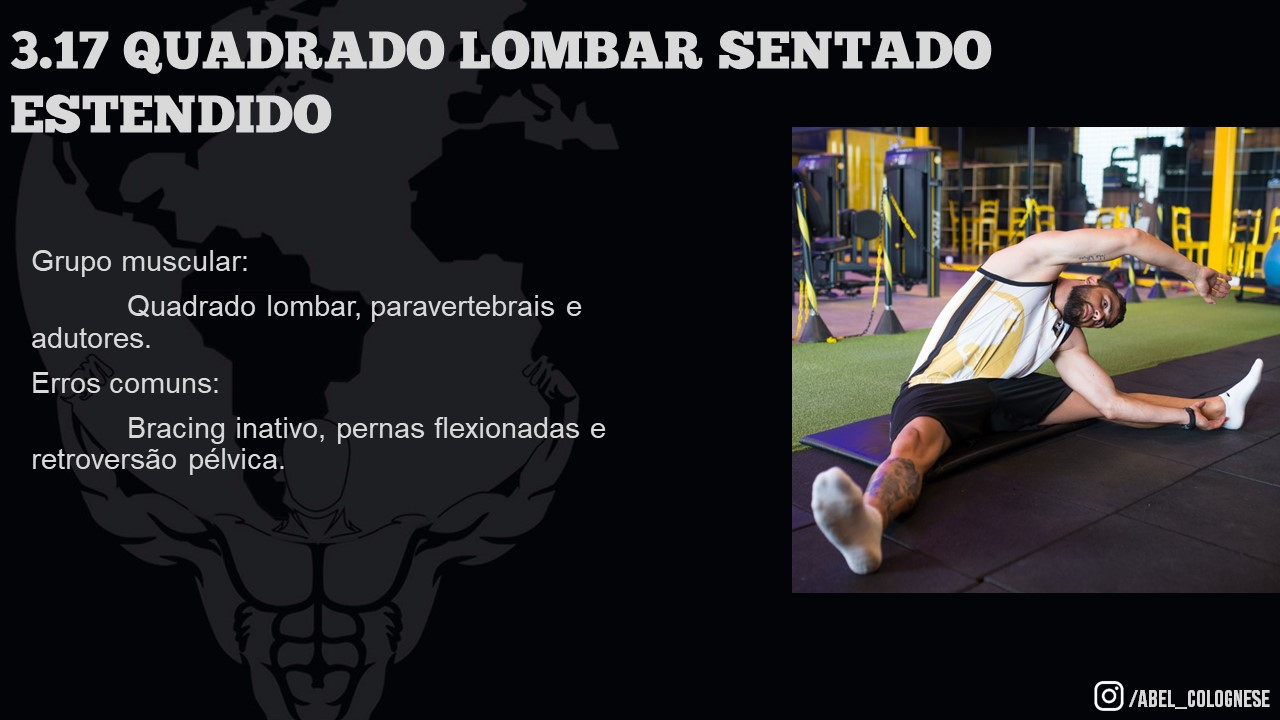 3.17 QUADRADO LOMBAR SENTADO
ESTENDIDO
Grupo muscular:
Quadrado lombar, paravertebrais e
adutores.
Erros comuns:
Bracing inativo, pernas flexionadas e
retroversão pélvica.
/ABEL_COLOGNESE